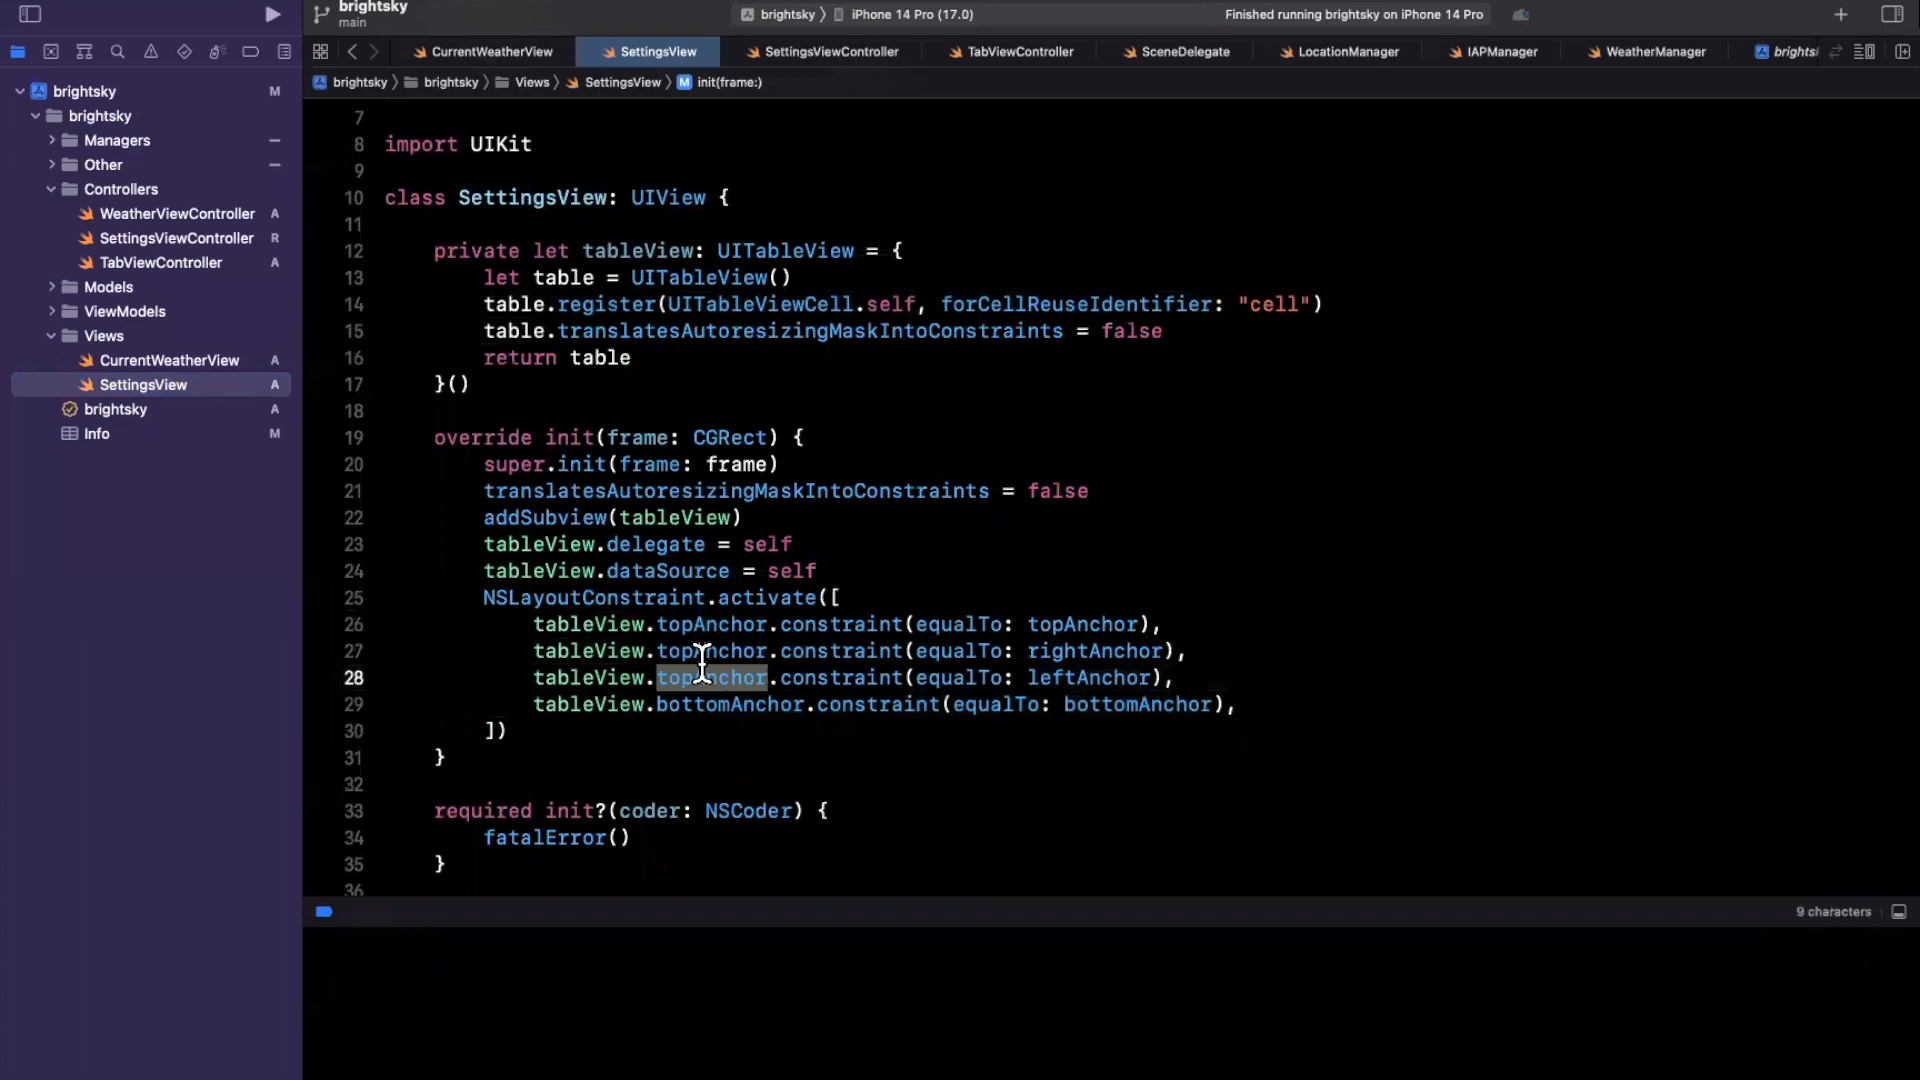 brightsky
main
brightsky 〉 iPhone 14 Pro (17.0)
Finished running brightsky on iPhone 14 Pro
CurrentWeatherView
SettingsView
SettingsViewController
TabViewController
SceneDelegate
LocationManager
IAPManager
WeatherManager
brights
brightsky 〉 brightsky 〉 Views 〉 SettingsView 〉 M init(frame:)
brightsky M
brightsky
Managers
Other
Controllers
WeatherViewController A
SettingsViewController R
TabViewController A
Models
ViewModels
Views
CurrentWeatherView A
SettingsView A
brightsky A
Info M
7
8 import UIKit
9
10 class SettingsView: UIView {
11
12 private let tableView: UITableView = {
13 let table = UITableView()
14 table.register(UITableViewCell.self, forCellReuseIdentifier: "cell")
15 table.translatesAutoresizingMaskIntoConstraints = false
16 return table
17 }()
18
19 override init(frame: CGRect) {
20 super.init(frame: frame)
21 translatesAutoresizingMaskIntoConstraints = false
22 addSubview(tableView)
23 tableView.delegate = self
24 tableView.dataSource = self
25 NSLayoutConstraint.activate([
26 tableView.topAnchor.constraint(equalTo: topAnchor),
27 tableView.topAnchor.constraint(equalTo: rightAnchor),
28 tableView.topAnchor.constraint(equalTo: leftAnchor),
29 tableView.bottomAnchor.constraint(equalTo: bottomAnchor),
30 ])
31 }
32
33 required init?(coder: NSCoder) {
34 fatalError()
35 }
36
9 characters